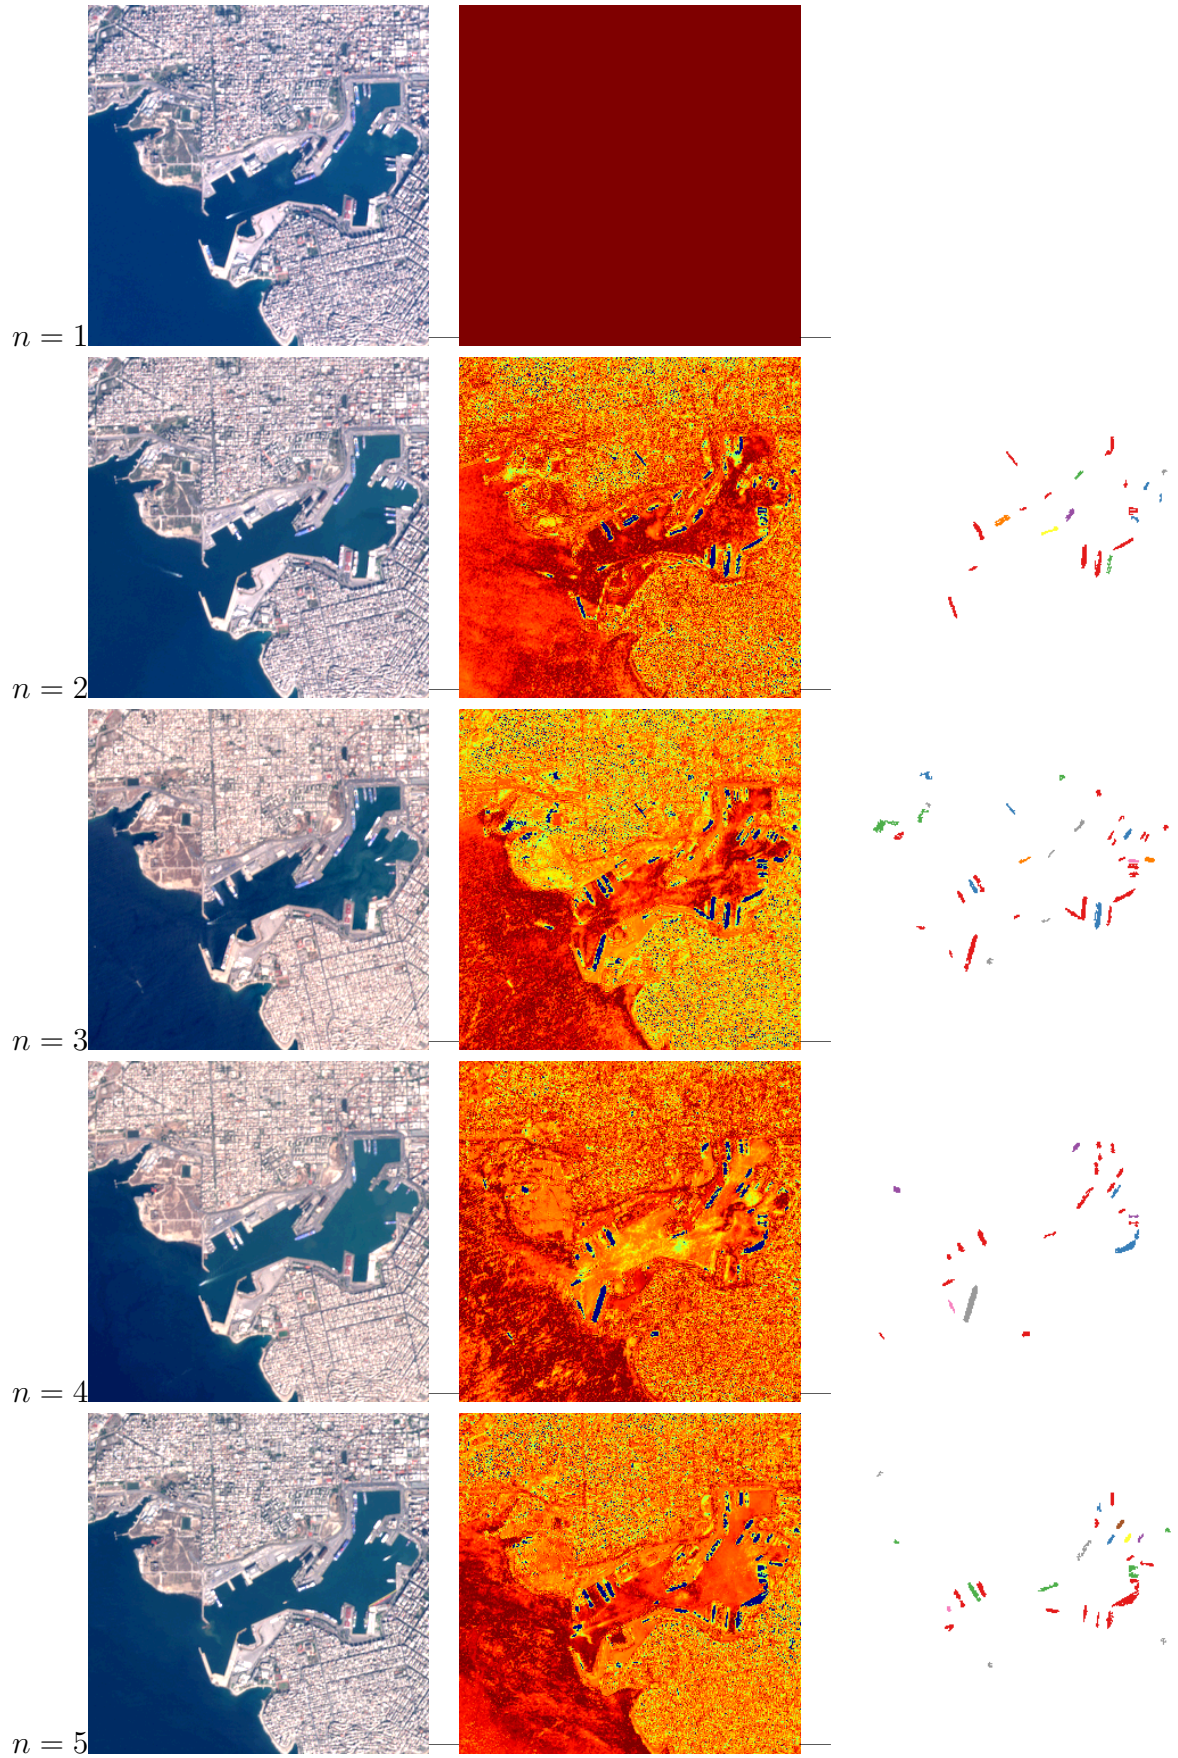 n = 1
n = 2
n = 3
n = 4
n = 5